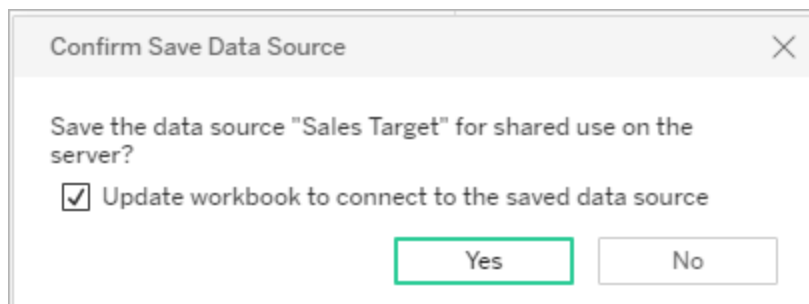 Confirm Save Data Source
Save the data source "Sales Target" for shared use on the
server?
Update workbook to connect to the saved data source
Yes
No